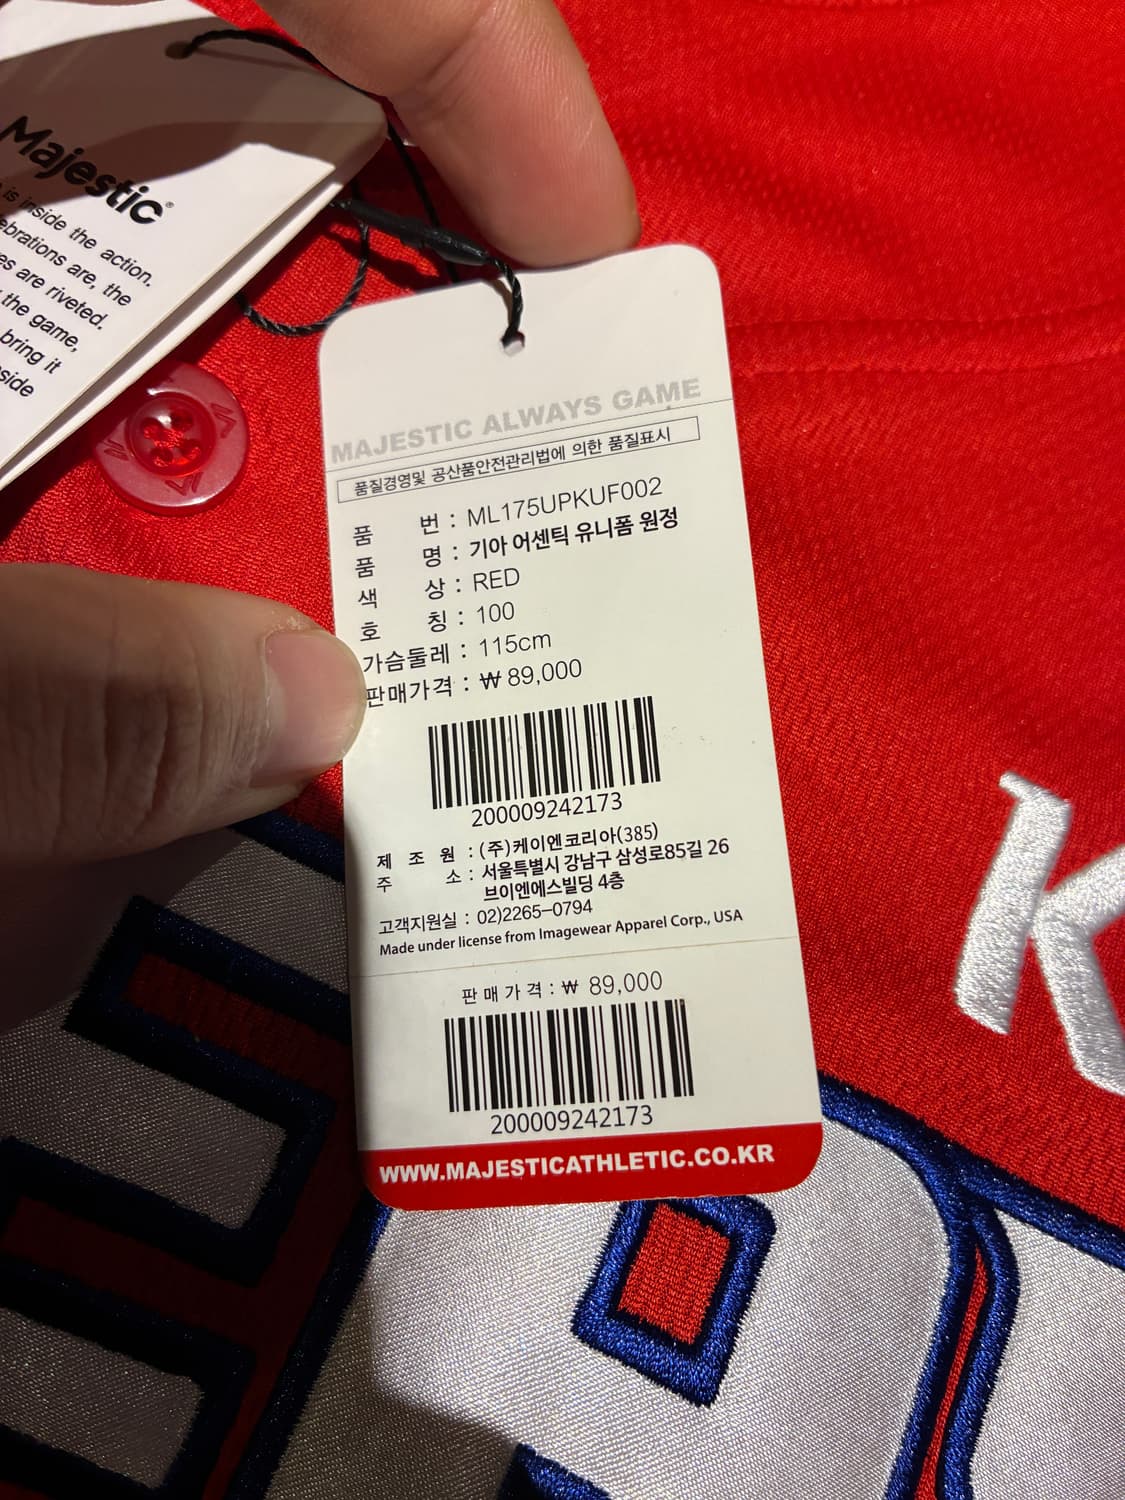 Majestic®
is inside the action.
ebrations are, the
es are riveted.
the game,
bring it
side
MAJESTIC ALWAYS GAME
품질경영및 공산품안전관리법에 의한 품질표시
품 번 : ML175UPKUF002
품 명 : 기아 어센틱 유니폼 원정
색 상 : RED
호 칭 : 100
가슴둘레 : 115cm
판매가격 : ₩ 89,000
200009242173
제 조 원 : (주)케이엔코리아(385)
주 소 : 서울특별시 강남구 삼성로85길 26
브이엔에스빌딩 4층
고객지원실 : 02)2265-0794
Made under license from Imagewear Apparel Corp., USA
판 매 가 격 : ₩ 89,000
200009242173
WWW.MAJESTICATHLETIC.CO.KR
K